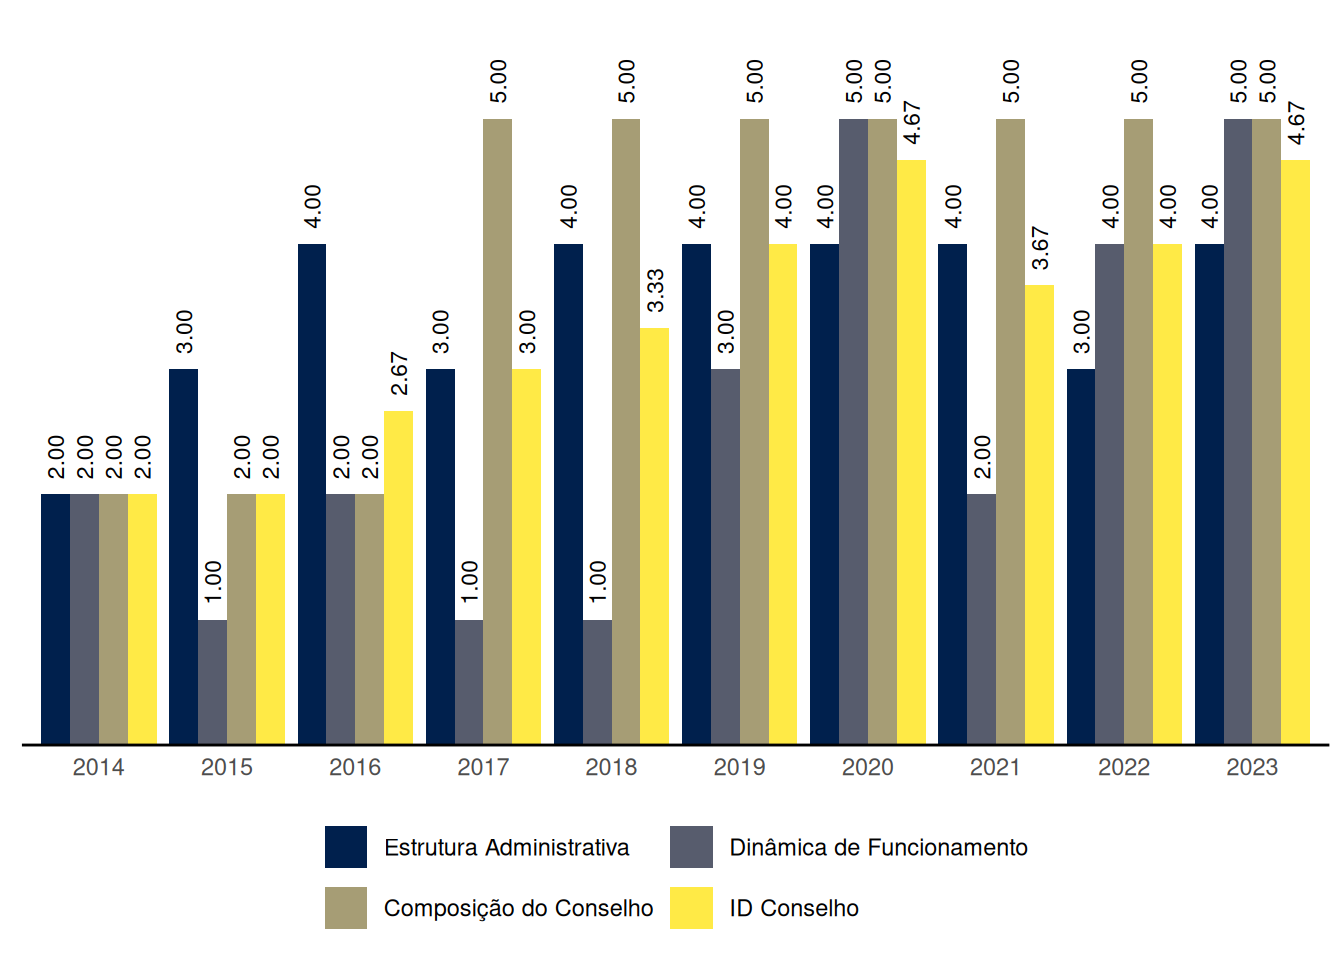 2.00 2.00 2.00 2.00
3.00 1.00 2.00 2.00
4.00 2.00 2.00 2.67
3.00 1.00 5.00 3.00
4.00 1.00 5.00 3.33
4.00 3.00 5.00 4.00
4.00 5.00 5.00 4.67
4.00 2.00 5.00 3.67
3.00 4.00 5.00 4.00
4.00 5.00 5.00 4.67
2014 2015 2016 2017 2018 2019 2020 2021 2022 2023
Estrutura Administrativa Dinâmica de Funcionamento
Composição do Conselho ID Conselho